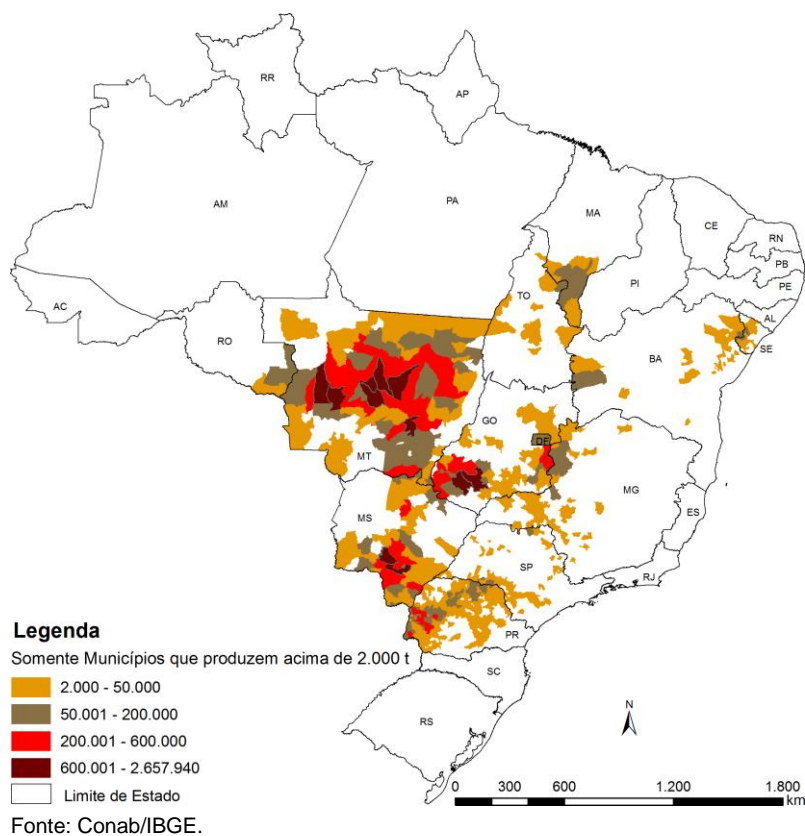 RR
AP
AM
PA
MA
CE
RN
PB
PE
PI
TO
AC
AL
RO
SE
BA
GO
DF
MT
MG
MS
ES
SP
RJ
PR
SC
RS
N
Legenda
Somente Municípios que produzem acima de 2.000 t
2.000 - 50.000
50.001 - 200.000
200.001 - 600.000
600.001 - 2.657.940
Limite de Estado
0 300 600 1.200 1.800
km
Fonte: Conab/IBGE.